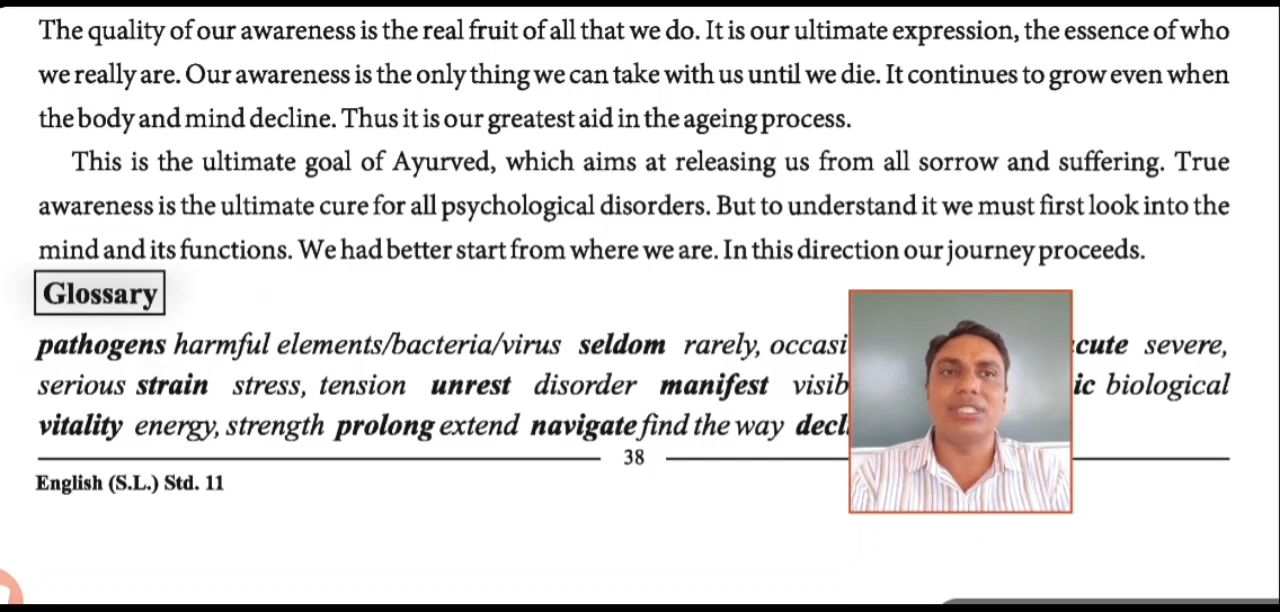 The quality of our awareness is the real fruit of all that we do. It is our ultimate expression, the essence of who
we really are. Our awareness is the only thing we can take with us until we die. It continues to grow even when
the body and mind decline. Thus it is our greatest aid in the ageing process.
This is the ultimate goal of Ayurved, which aims at releasing us from all sorrow and suffering. True
awareness is the ultimate cure for all psychological disorders. But to understand it we must first look into the
mind and its functions. We had better start from where we are. In this direction our journey proceeds.
Glossary
pathogens harmful elements/bacteria/virus seldom rarely, occasi cute severe,
serious strain stress, tension unrest disorder manifest visib ic biological
vitality energy, strength prolong extend navigate find the way decl
38
English (S.L.) Std. 11